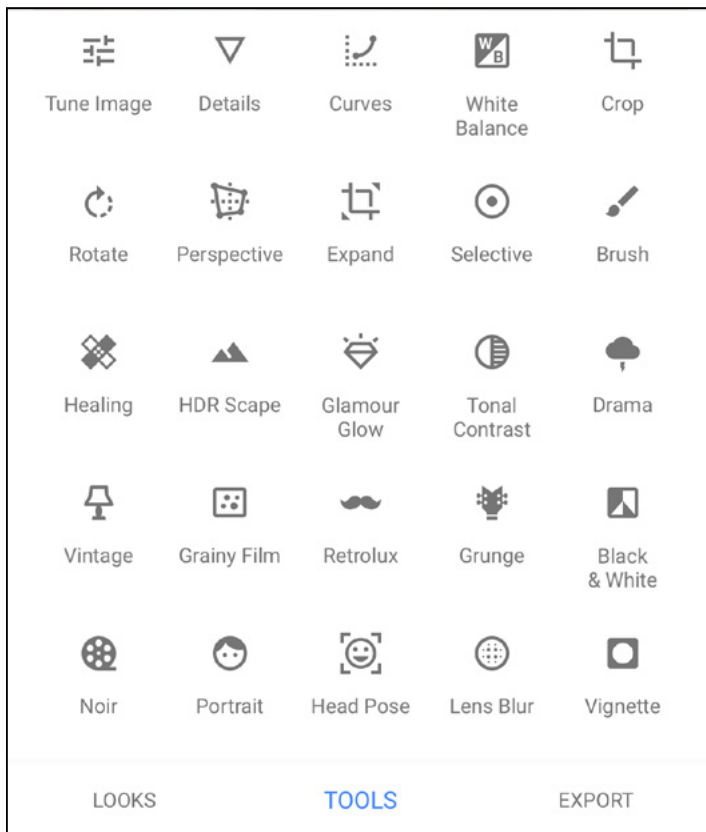 W
B
Tune Image Details Curves White Balance Crop
Rotate Perspective Expand Selective Brush
Healing HDR Scape Glamour Glow Tonal Contrast Drama
Vintage Grainy Film Retrolux Grunge Black & White
Noir Portrait Head Pose Lens Blur Vignette
LOOKS TOOLS EXPORT